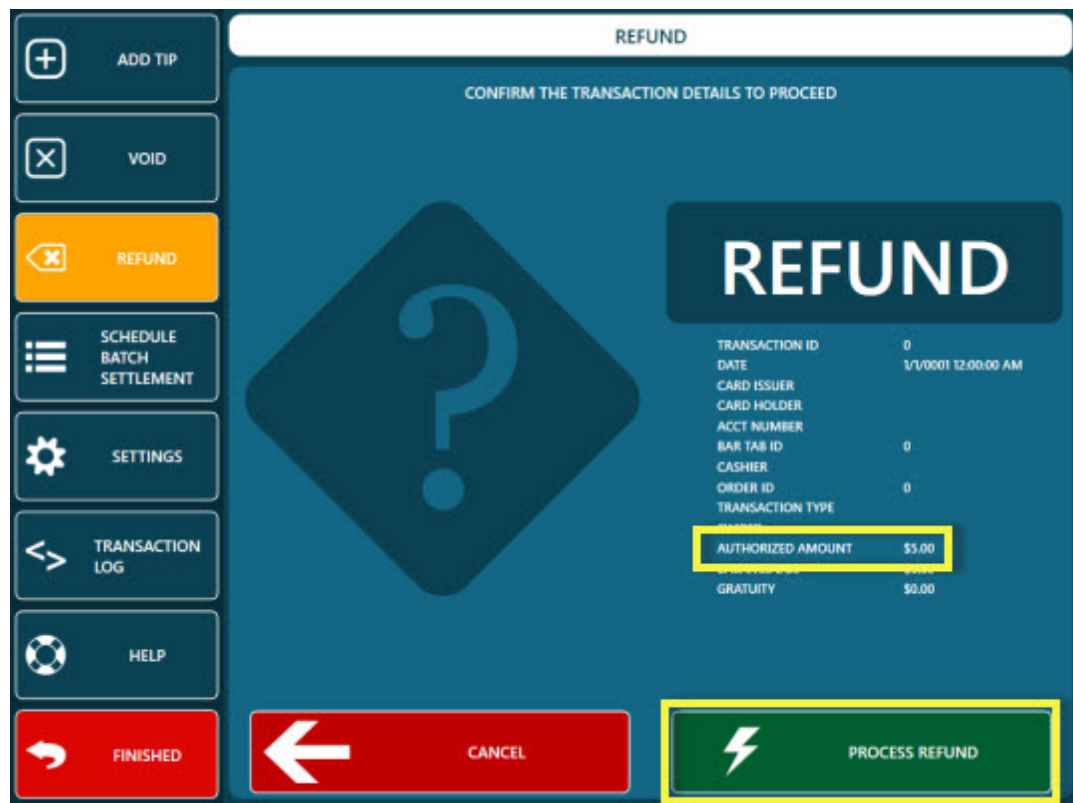 ADD TIP
VOID
REFUND
SCHEDULE
BATCH
SETTLEMENT
SETTINGS
TRANSACTION
LOG
HELP
FINISHED
REFUND
CONFIRM THE TRANSACTION DETAILS TO PROCEED
?
REFUND
TRANSACTION ID 0
DATE 1/1/0001 12:00:00 AM
CARD ISSUER
CARD HOLDER
ACCT NUMBER
BAR TAB ID 0
CASHIER
ORDER ID 0
TRANSACTION TYPE
AUTHORIZED AMOUNT $5.00
GRATUITY $0.00
CANCEL
PROCESS REFUND